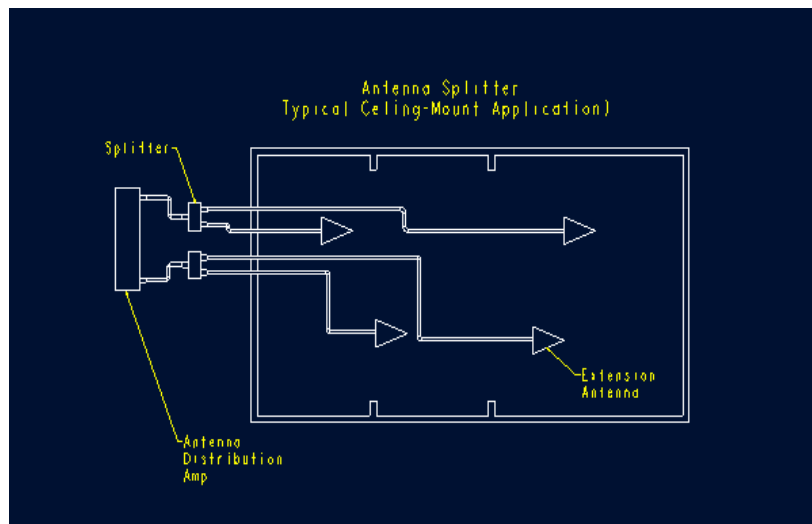 Antenna Splitter
Typical Celing-Mount Application)
Splitter
Extension
Antenna
Antenna
Distribution
Amp